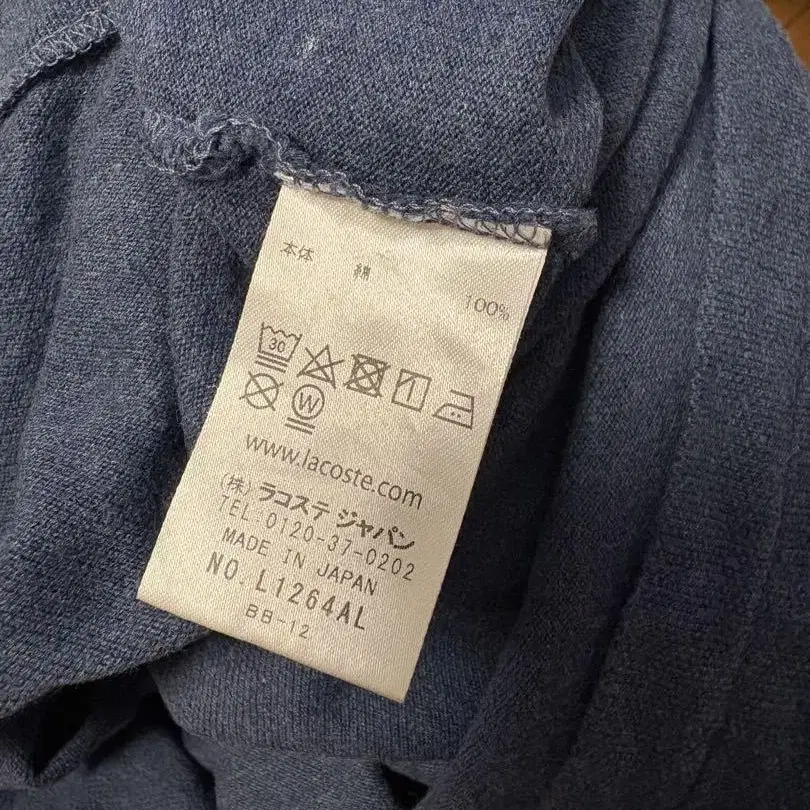 本体 綿 100%
30
W
www.lacoste.com
(株) ラコステ ジャパン
TEL:0120-37-0202
MADE IN JAPAN
NO. L1264AL
BB-12